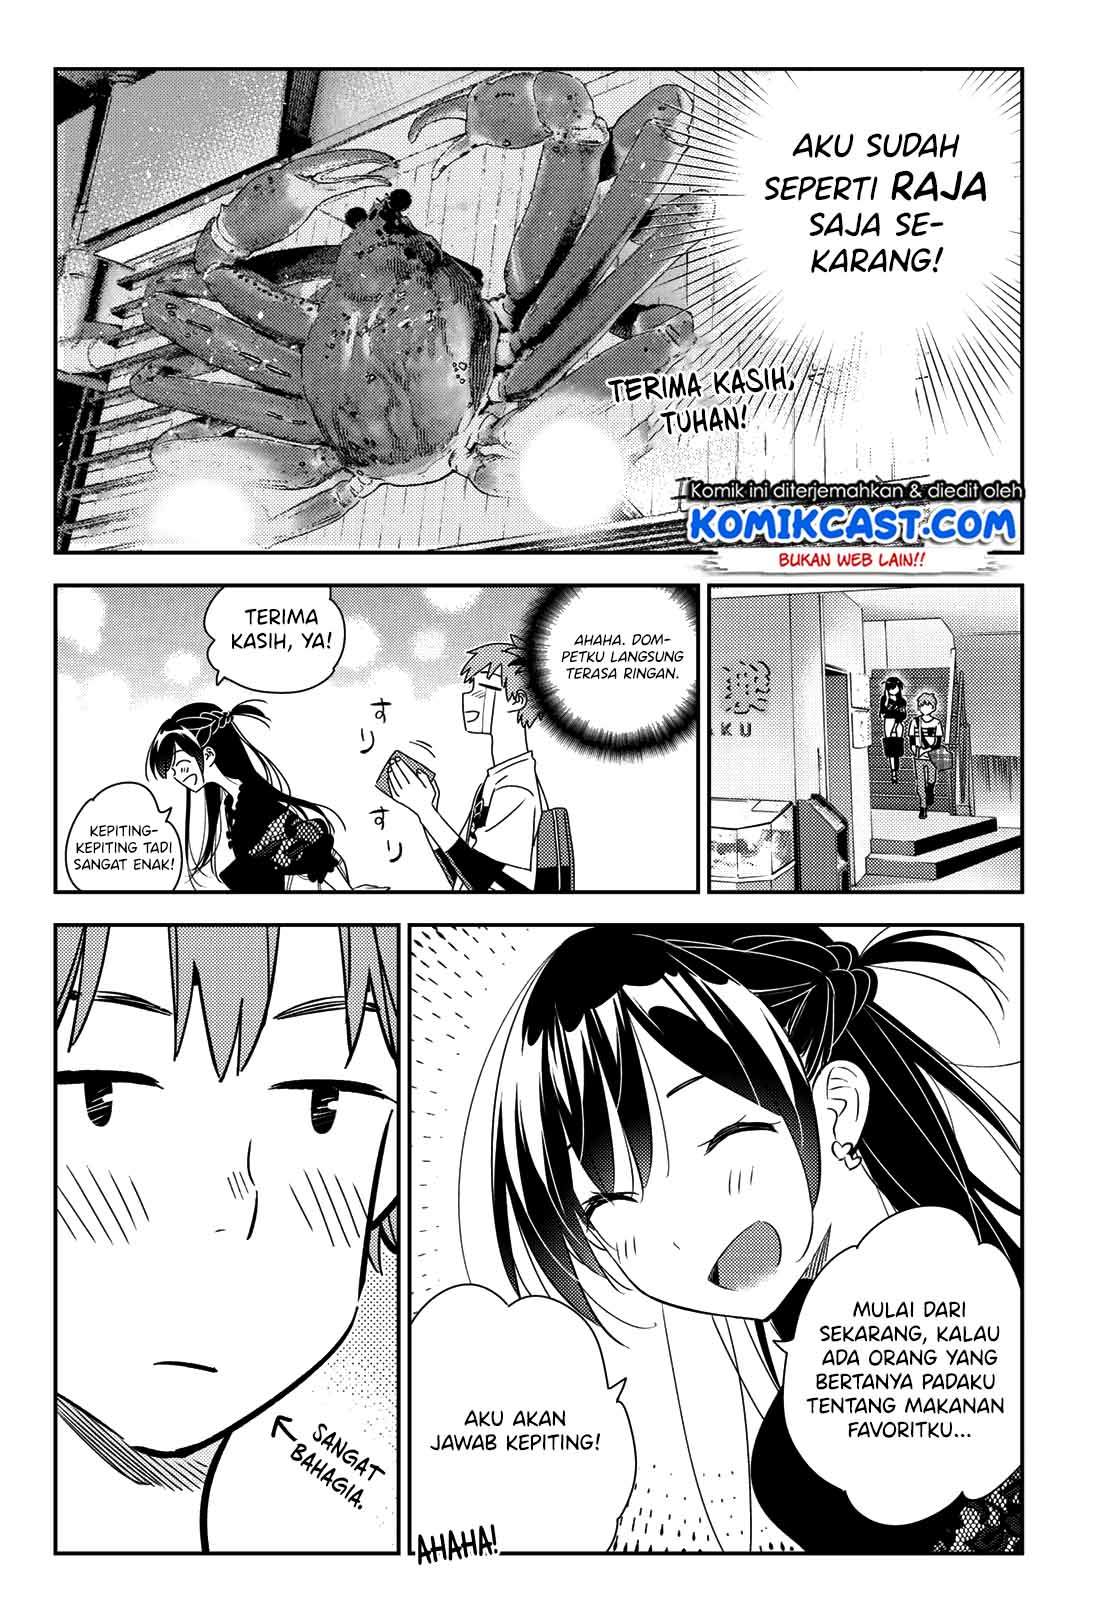 AKU SUDAH
SEPERTI RAJA
SAJA SE-
KARANG!
TERIMA KASIH,
TUHAN!
Komik ini diterjemahkan & diedit oleh
KOMIKCAST.COM
BUKAN WEB LAIN!!
AKU
AHAHA. DOM-
PETKU LANGSUNG
TERASA RINGAN.
TERIMA
KASIH, YA!
すり
すり
KEPITING-
KEPITING TADI
SANGAT ENAK!
MULAI DARI
SEKARANG, KALAU
ADA ORANG YANG
BERTANYA PADAKU
TENTANG MAKANAN
FAVORITKU...
AKU AKAN
JAWAB KEPITING!
AHAHA!
SANGAT
BAHAGIA.